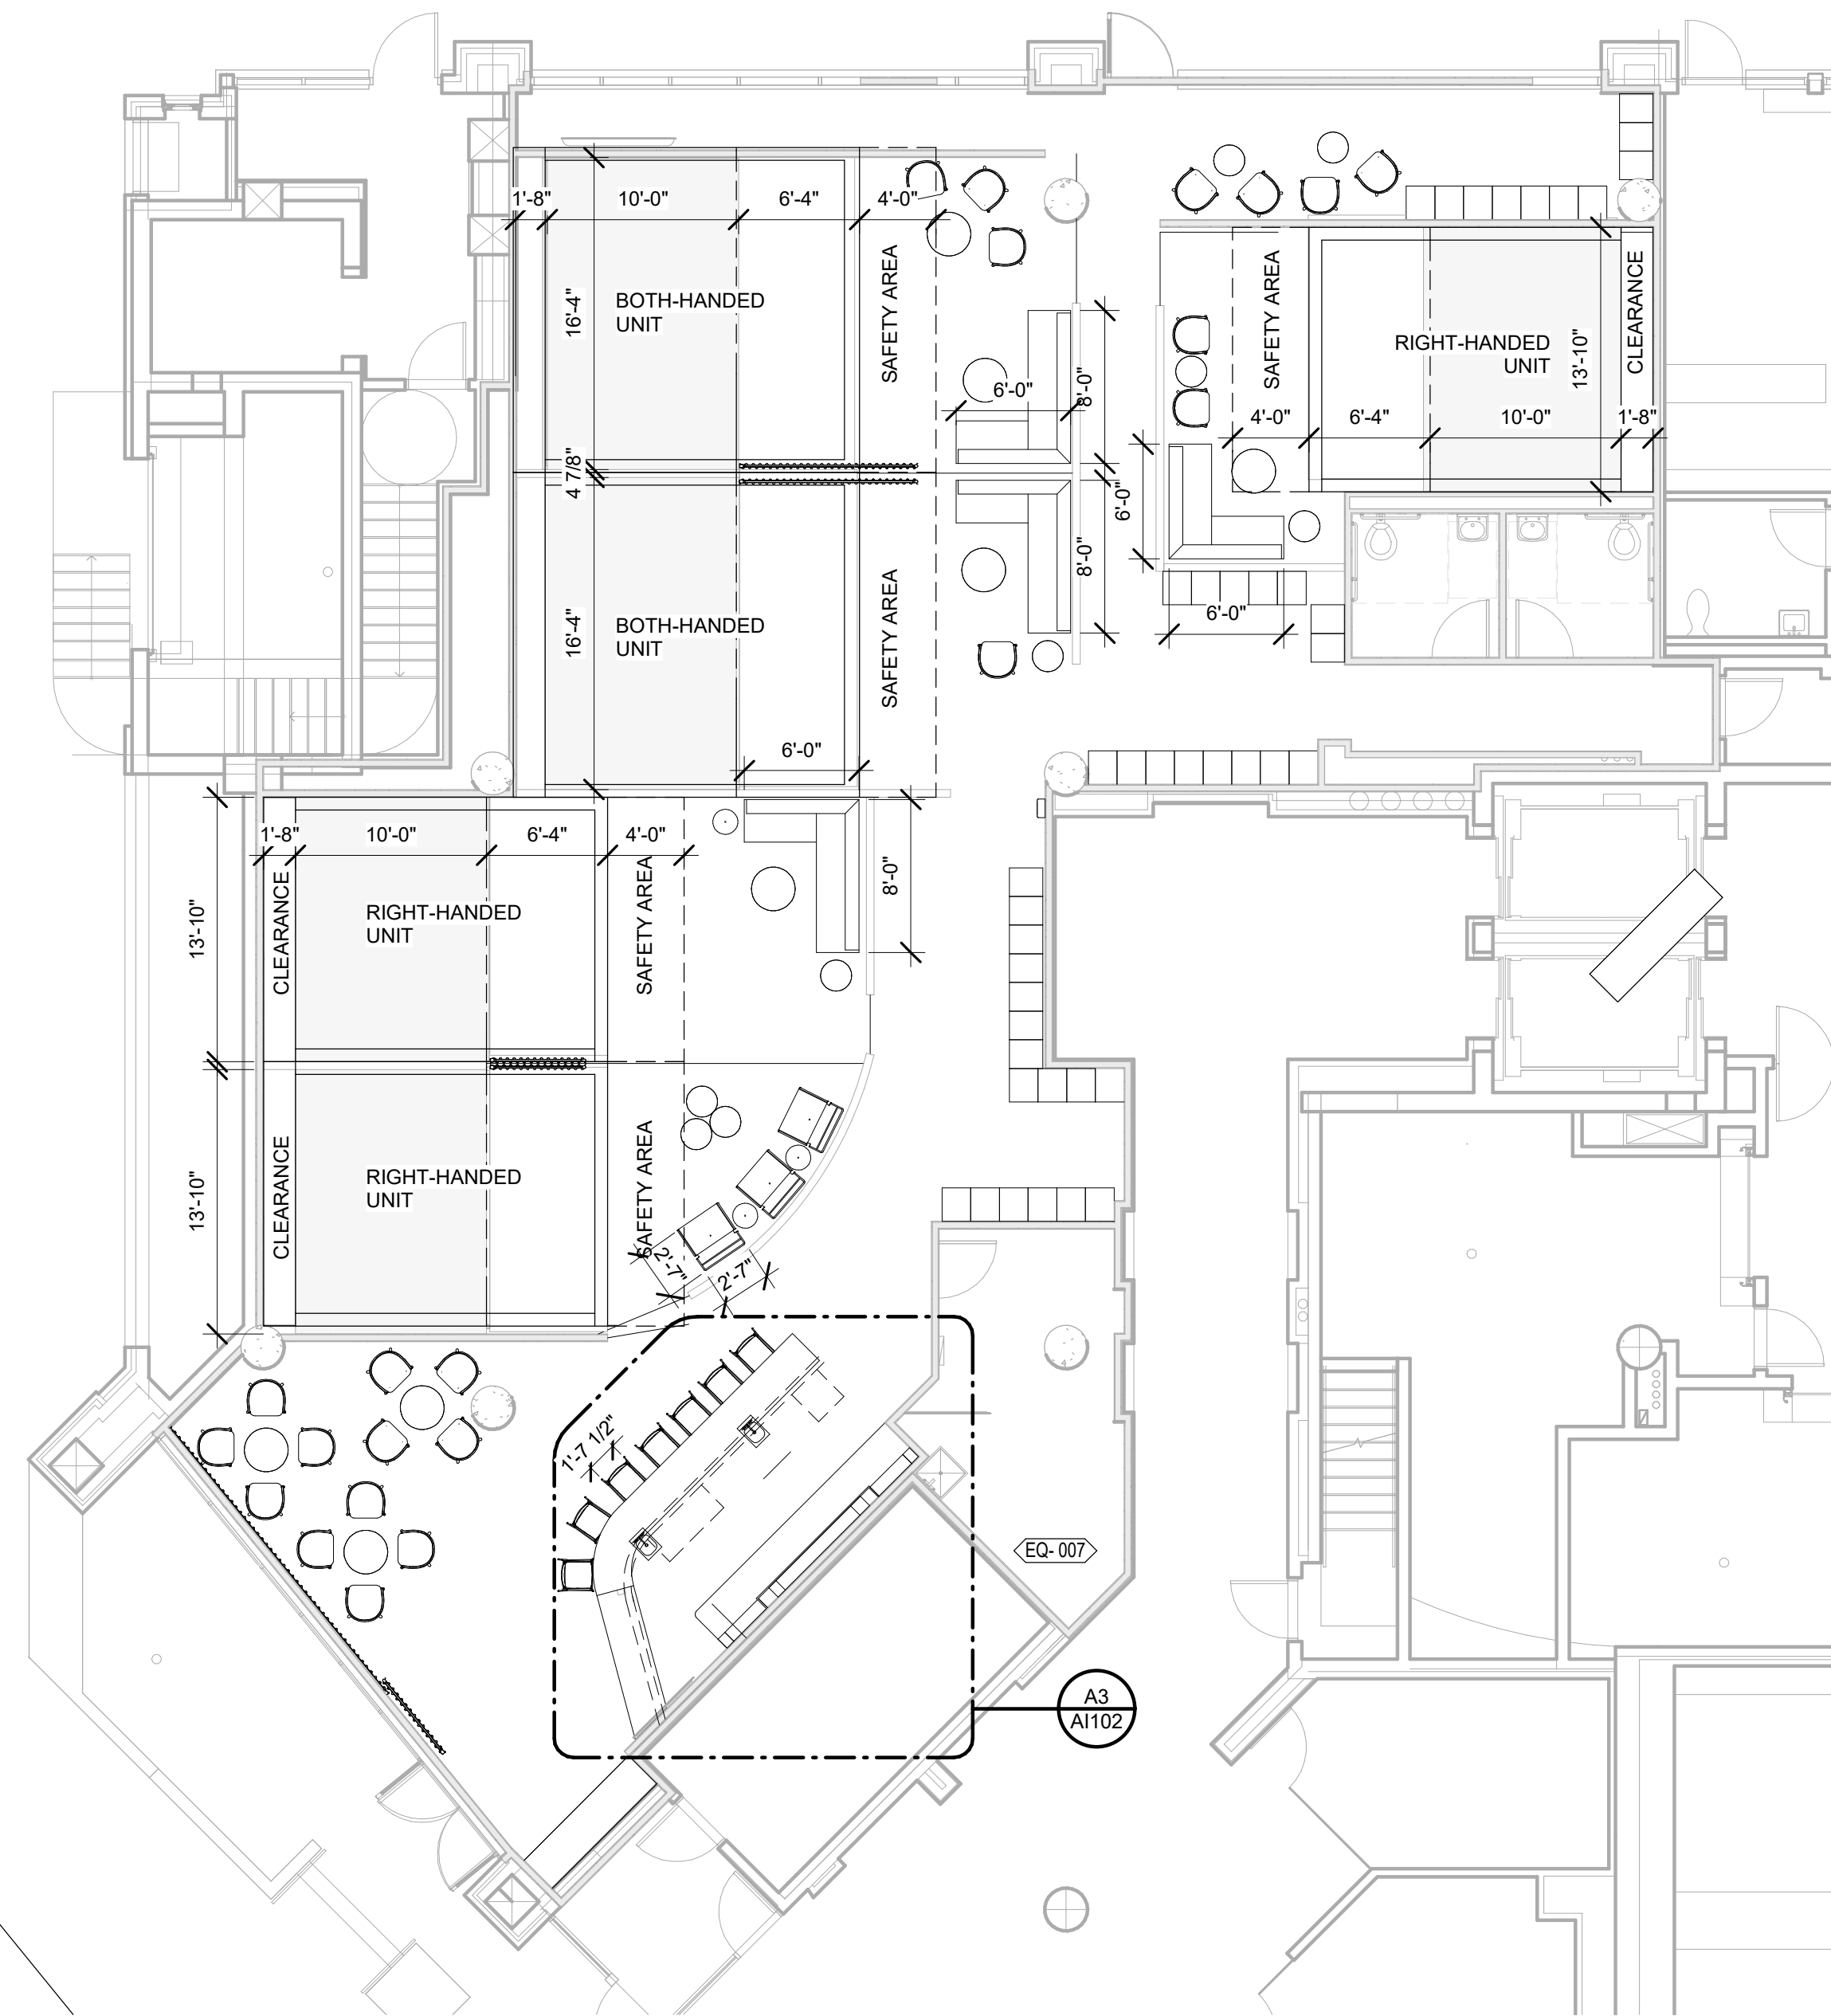 1'-8" 10'-0" 6'-4" 4'-0"
16'-4"
BOTH-HANDED
UNIT
SAFETY AREA
SAFETY AREA
RIGHT-HANDED
UNIT
13'-10"
CLEARANCE
4'-0" 6'-4" 10'-0" 1'-8"
6'-0"
8'-0"
4 7/8"
6'-0"
8'-0"
16'-4"
BOTH-HANDED
UNIT
SAFETY AREA
6'-0"
6'-0"
1'-8" 10'-0" 6'-4" 4'-0"
13'-10"
CLEARANCE
RIGHT-HANDED
UNIT
SAFETY AREA
8'-0"
13'-10"
CLEARANCE
RIGHT-HANDED
UNIT
SAFETY AREA
2'-7"
2'-7"
1'-7 1/2"
EQ- 007
A3
AI102